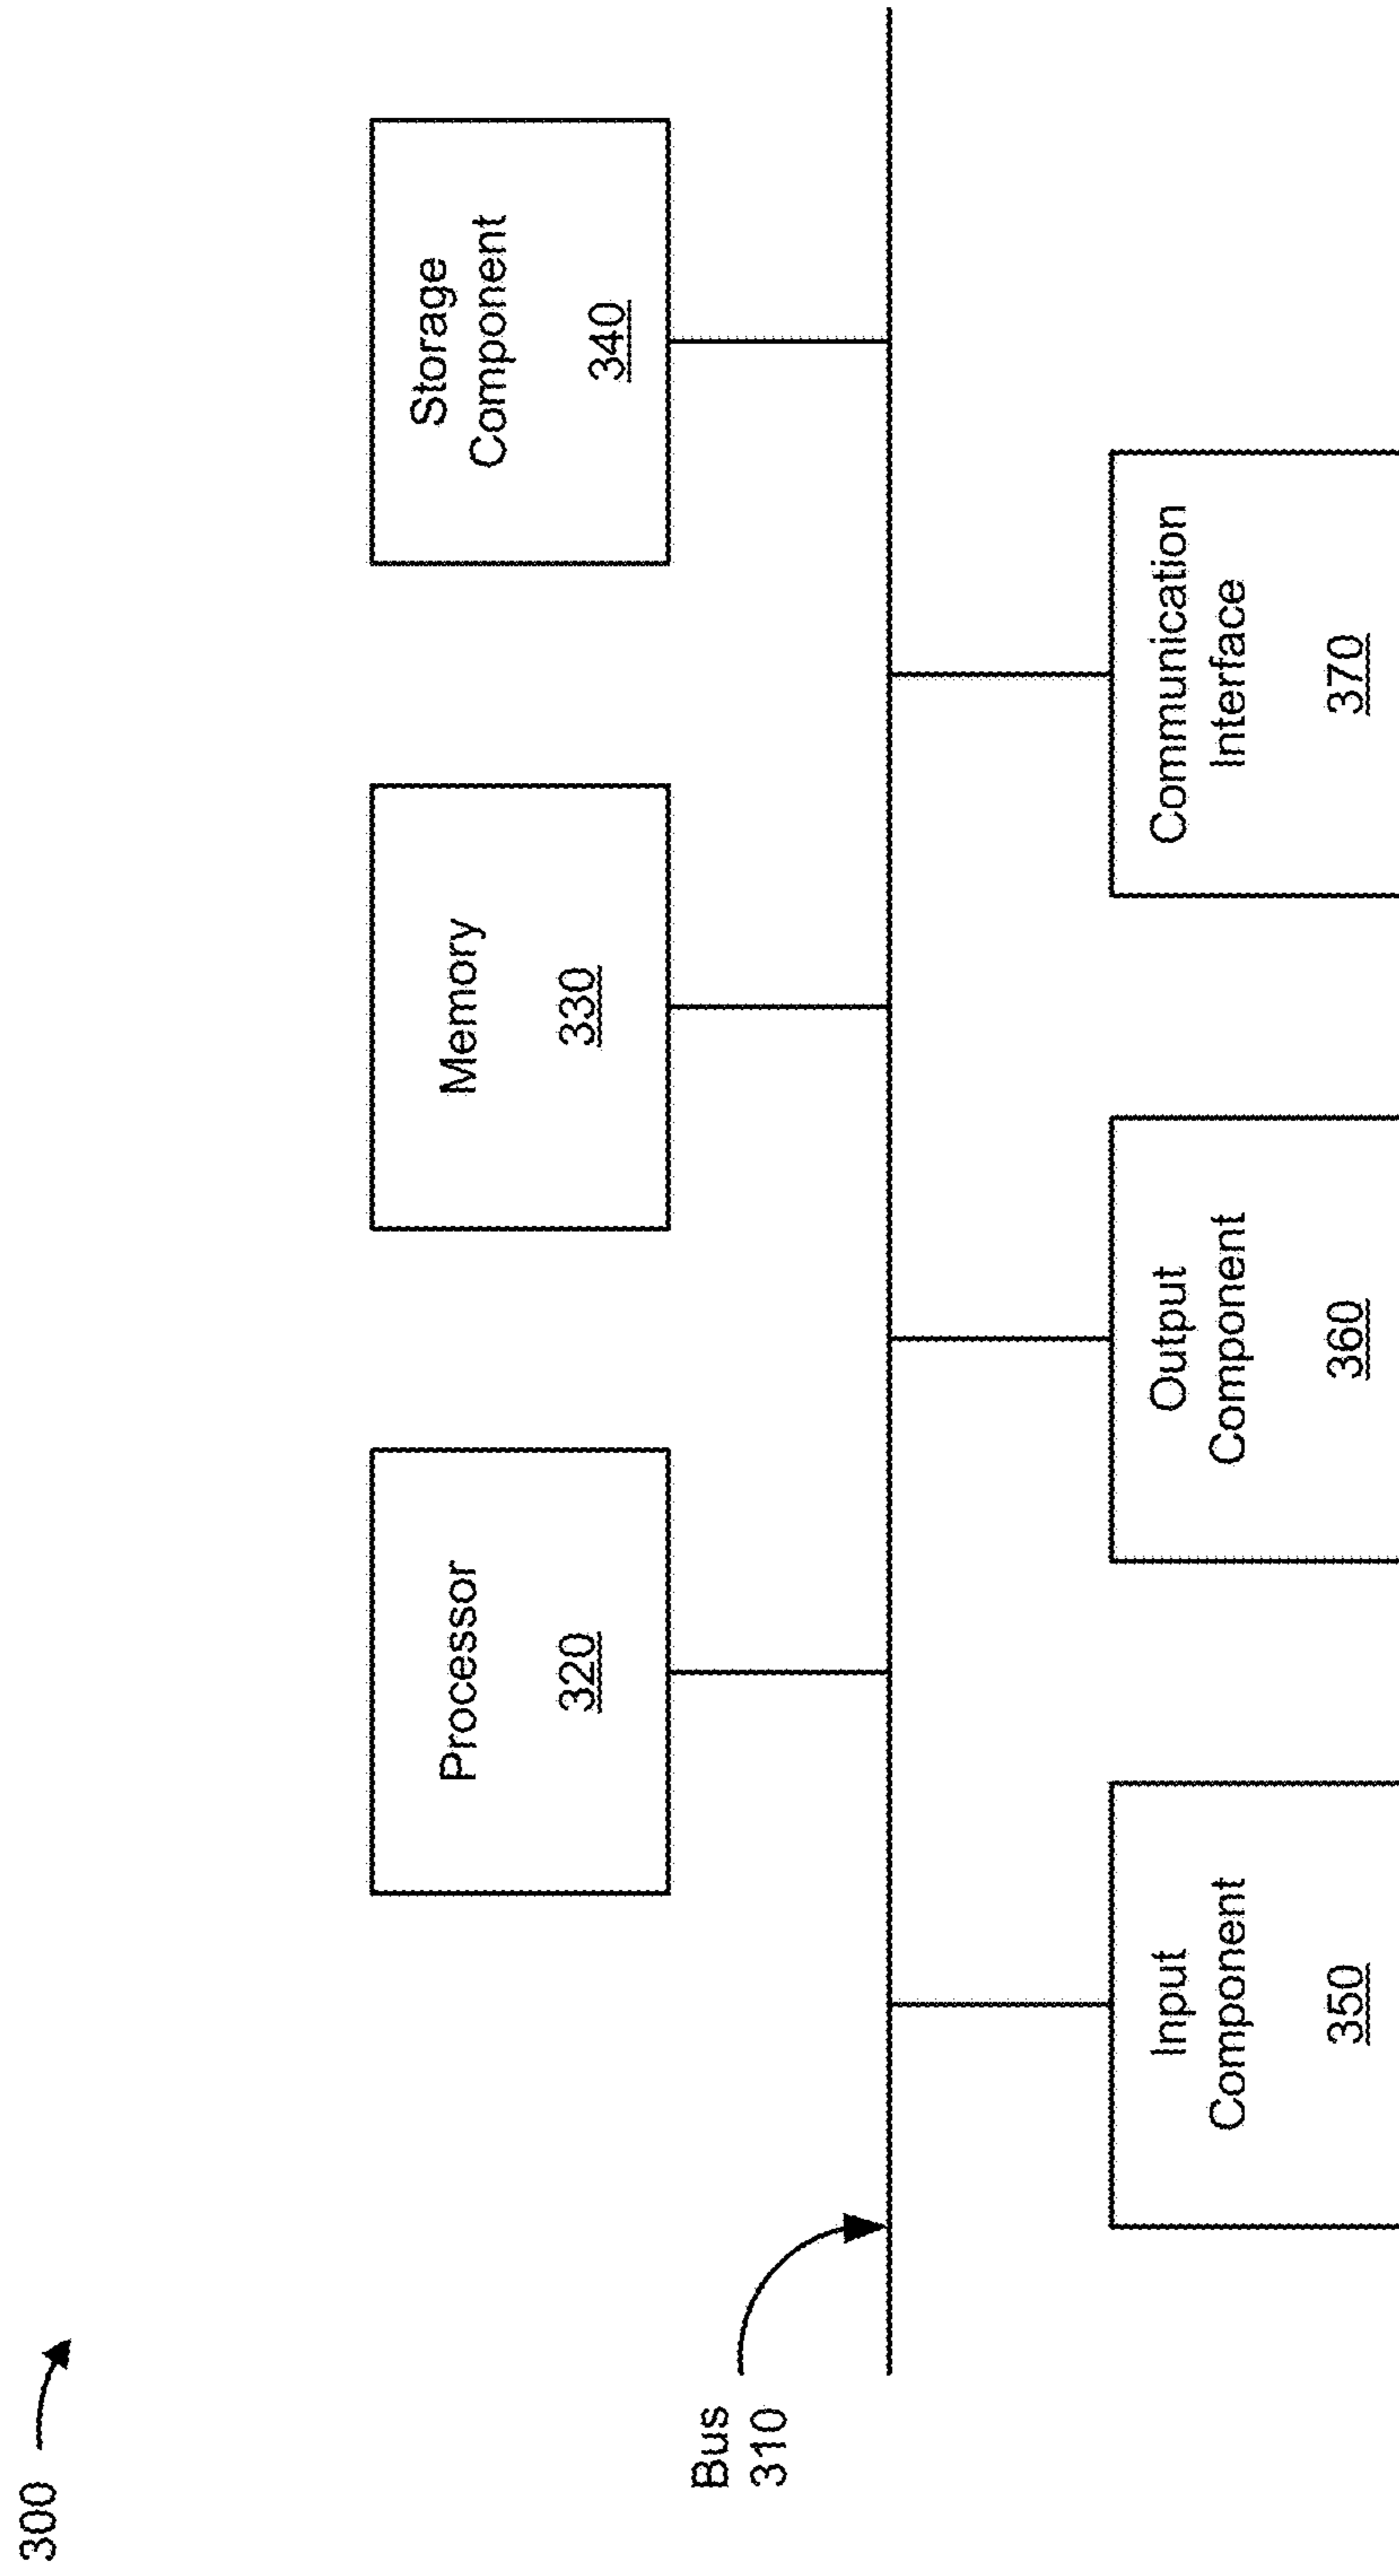 300
Processor
320
Memory
330
Storage
Component
340
Bus
310
Input
Component
350
Output
Component
360
Communication
Interface
370